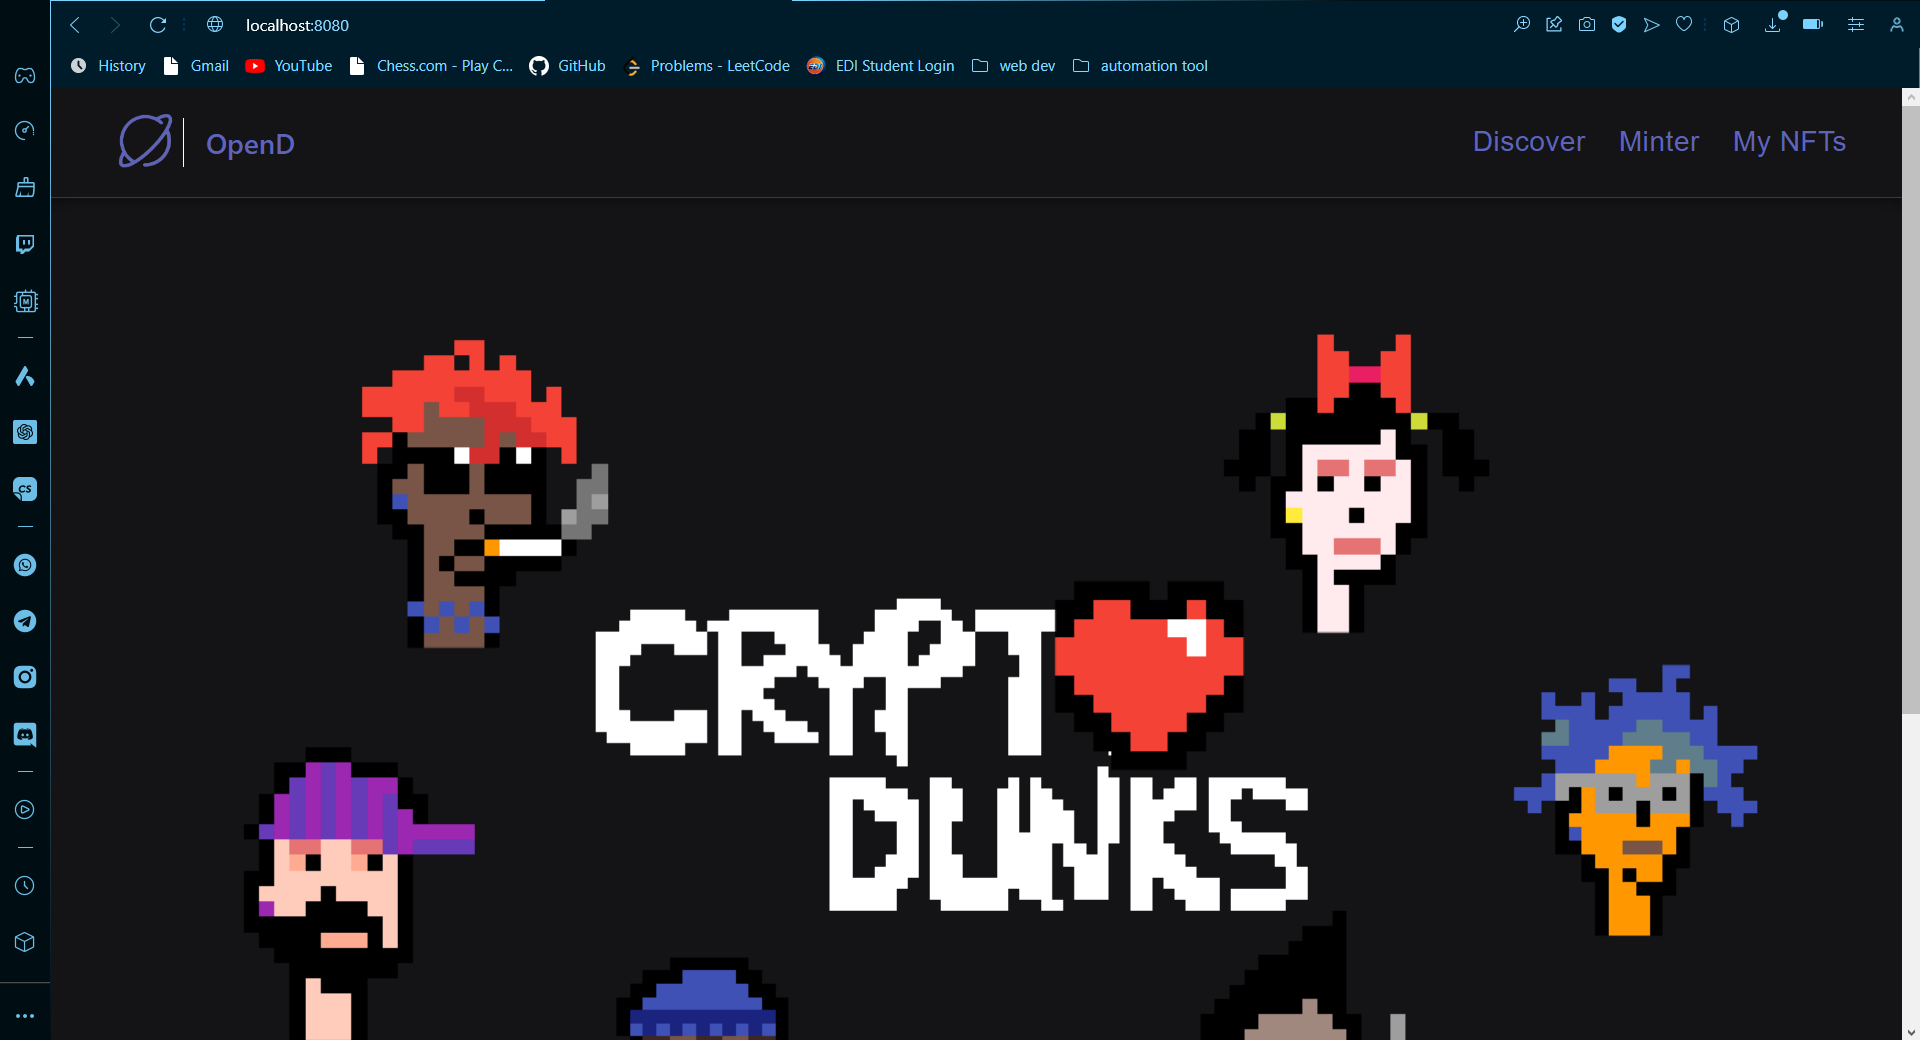 localhost:8080
History Gmail YouTube Chess.com - Play C... GitHub Problems - LeetCode EDI Student Login web dev automation tool
OpenD Discover Minter My NFTs
CRYPT
DUNKS